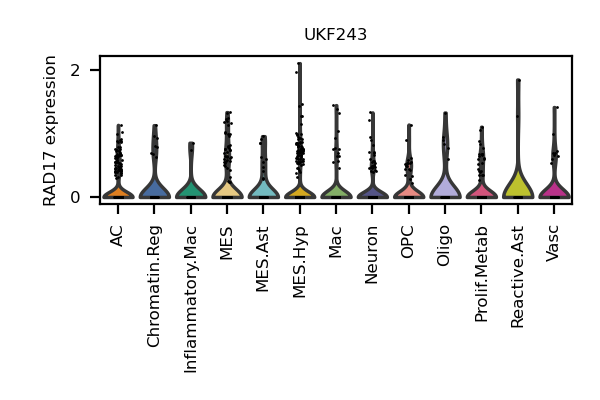 UKF243
RAD17 expression
2
0
AC
Chromatin.Reg
Inflammatory.Mac
MES
MES.Ast
MES.Hyp
Mac
Neuron
OPC
Oligo
Prolif.Metab
Reactive.Ast
Vasc